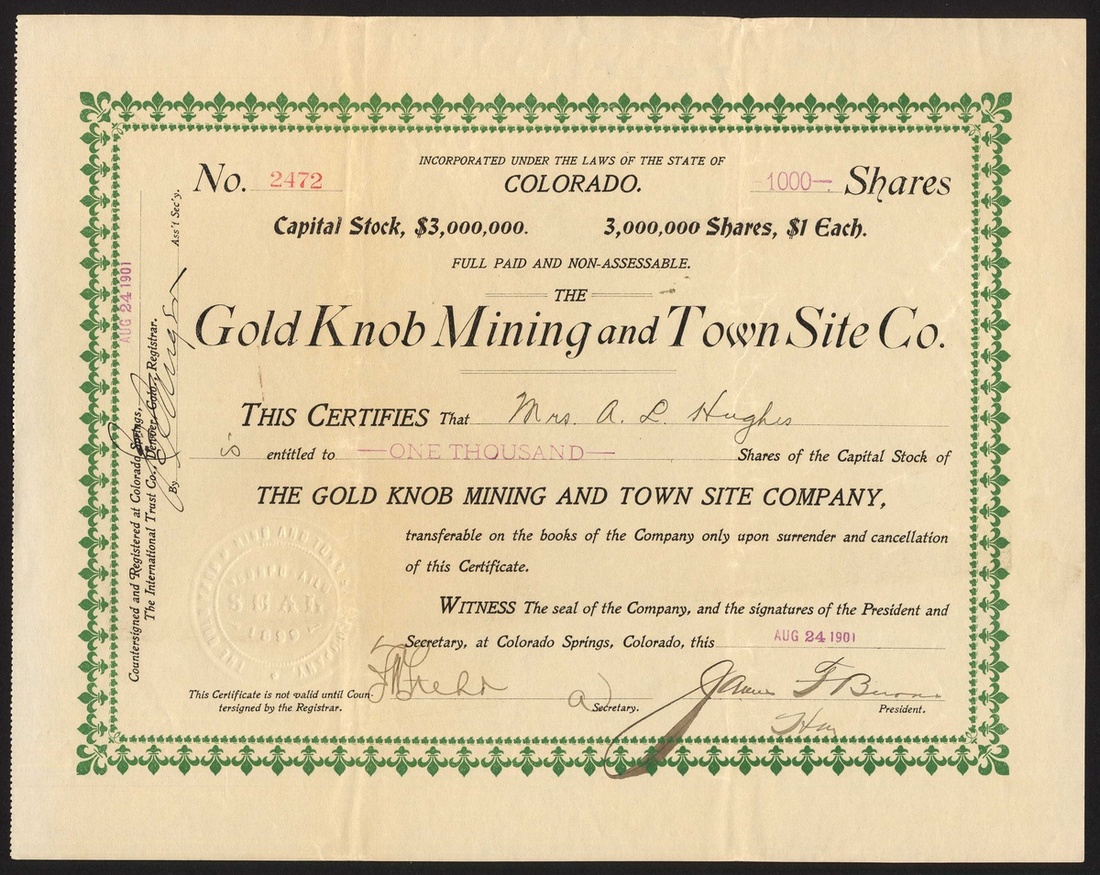 INCORPORATED UNDER THE LAWS OF THE STATE OF
No. 2472 COLORADO. 1000— Shares
Capital Stock, $3,000,000. 3,000,000 Shares, $1 Each.
FULL PAID AND NON-ASSESSABLE.
THE
Gold Knob Mining and Town Site Co.
THIS CERTIFIES That Mrs. A. L. Hughes
is entitled to —ONE THOUSAND— Shares of the Capital Stock of
THE GOLD KNOB MINING AND TOWN SITE COMPANY,
transferable on the books of the Company only upon surrender and cancellation
of this Certificate.
WITNESS The seal of the Company, and the signatures of the President and
Secretary, at Colorado Springs, Colorado, this AUG 24 1901
James F Burns
Secretary. President.
This Certificate is not valid until Coun-
tersigned by the Registrar.
SEAL
1899
Countersigned and Registered at Colorado Springs,
The International Trust Co., Denver, Colo., Registrar.
By Ass't Sec'y.
AUG 24 1901